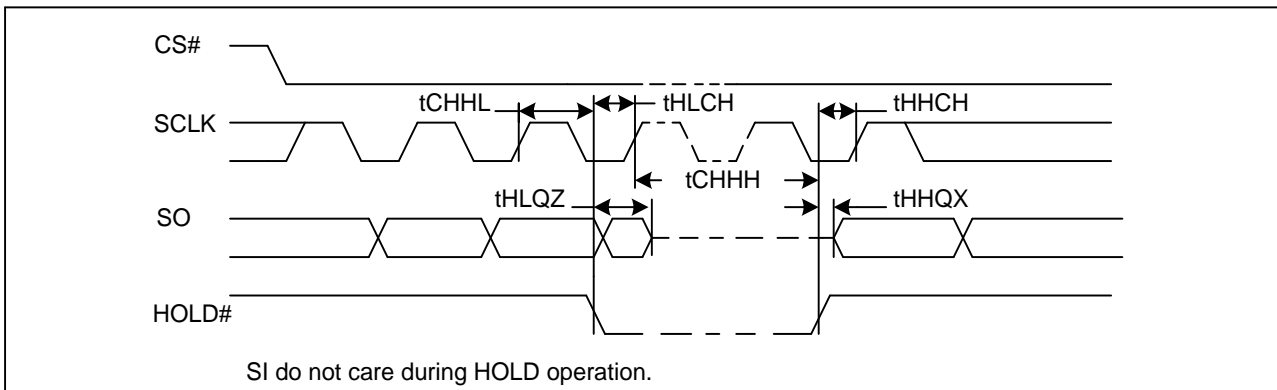 CS#
tCHHL
tHLCH
tHHCH
SCLK
tCHHH
tHLQZ
tHHQX
SO
HOLD#
SI do not care during HOLD operation.